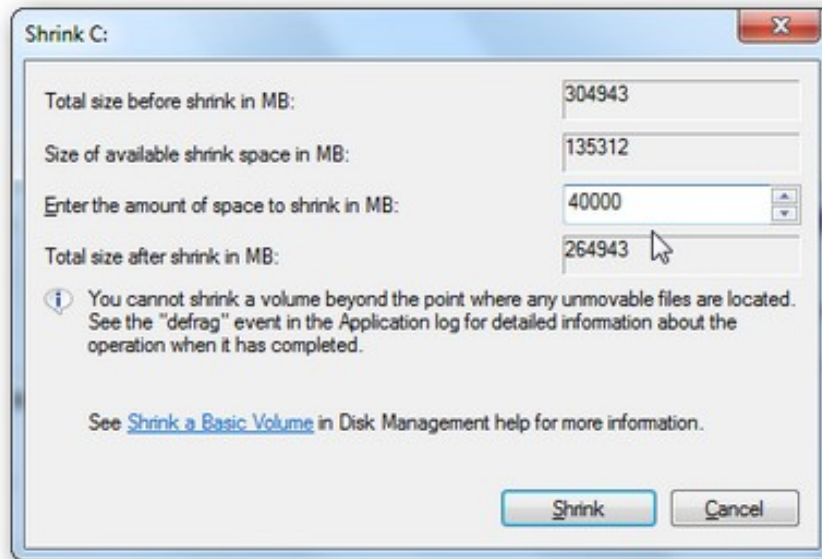 Shrink C:
Total size before shrink in MB: 304943
Size of available shrink space in MB: 135312
Enter the amount of space to shrink in MB: 40000
Total size after shrink in MB: 264943
You cannot shrink a volume beyond the point where any unmovable files are located.
See the "defrag" event in the Application log for detailed information about the
operation when it has completed.
See Shrink a Basic Volume in Disk Management help for more information.
Shrink Cancel